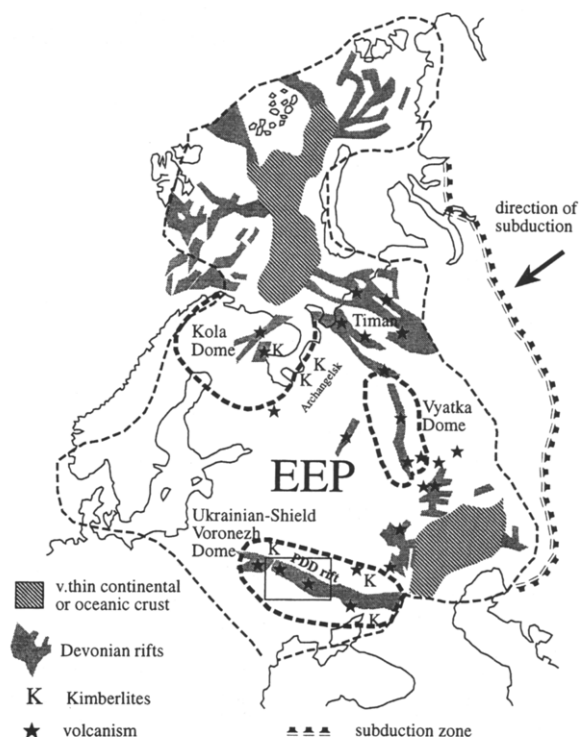 direction of
subduction
Timan
Kola
Dome
K
K
K
Archangelsk
Vyatka
Dome
EEP
Ukrainian-Shield
Voronezh
Dome
K
PDD rift
K
K
v.thin continental
or oceanic crust
Devonian rifts
K Kimberlites
volcanism
subduction zone